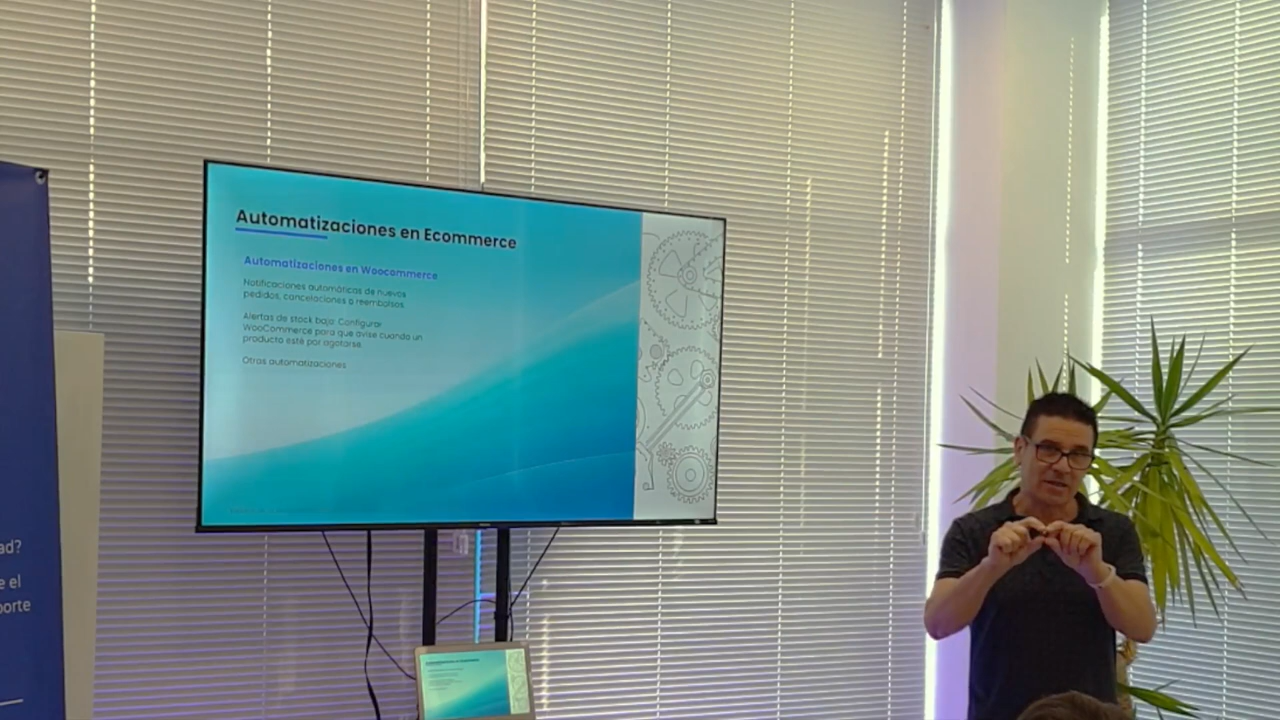 Automatizaciones en Ecommerce
Automatizaciones en Woocommerce
Notificaciones automáticas de nuevos
pedidos, cancelaciones o reembolsos.
Alertas de stock bajo: Configurar
WooCommerce para que avise cuando un
producto esté por agotarse.
Otras automatizaciones
ad?
e el
porte